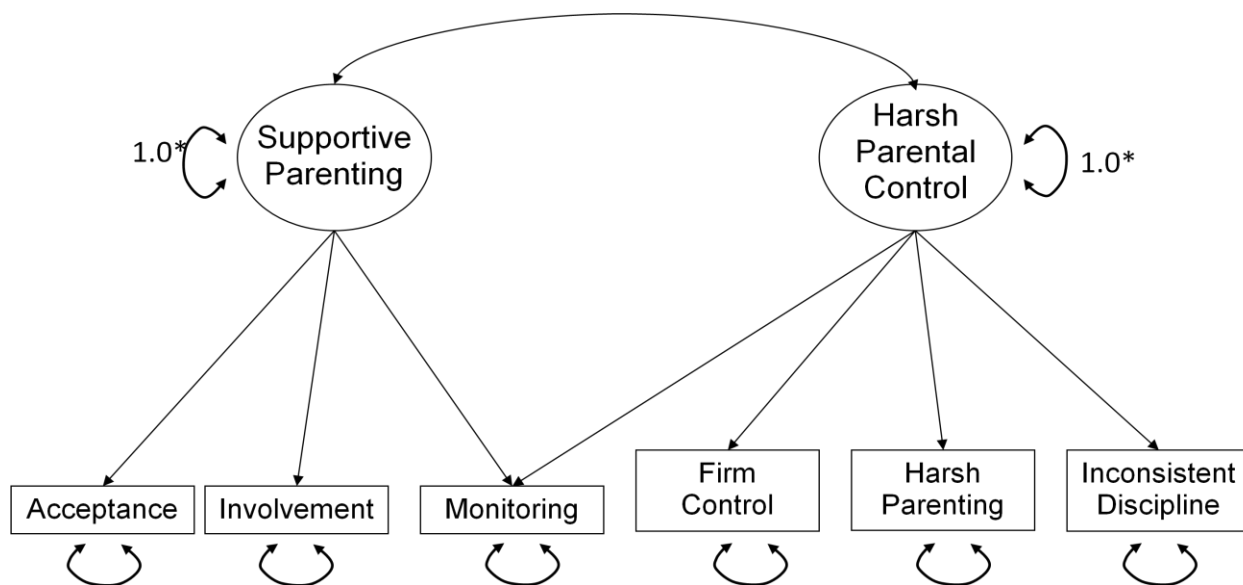 Supportive
Parenting
1.0*
Harsh
Parental
Control
1.0*
Acceptance
Involvement
Monitoring
Firm
Control
Harsh
Parenting
Inconsistent
Discipline